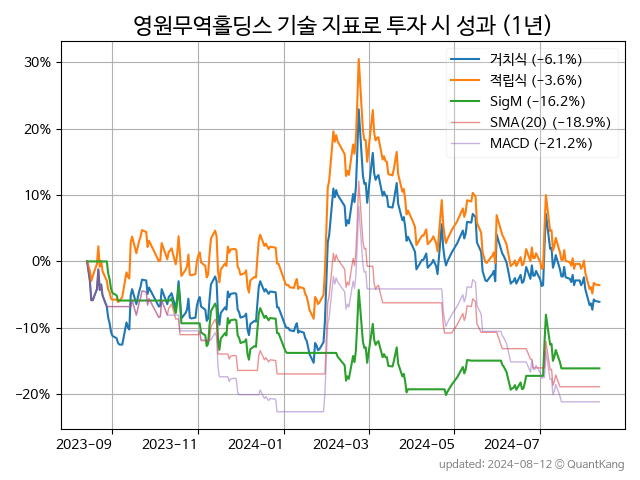 영원무역홀딩스 기술 지표로 투자 시 성과 (1년)
거치식 (-6.1%)
적립식 (-3.6%)
SigM (-16.2%)
SMA(20) (-18.9%)
MACD (-21.2%)
30%
20%
10%
0%
-10%
-20%
2023-09
2023-11
2024-01
2024-03
2024-05
2024-07
updated: 2024-08-12 © QuantKang